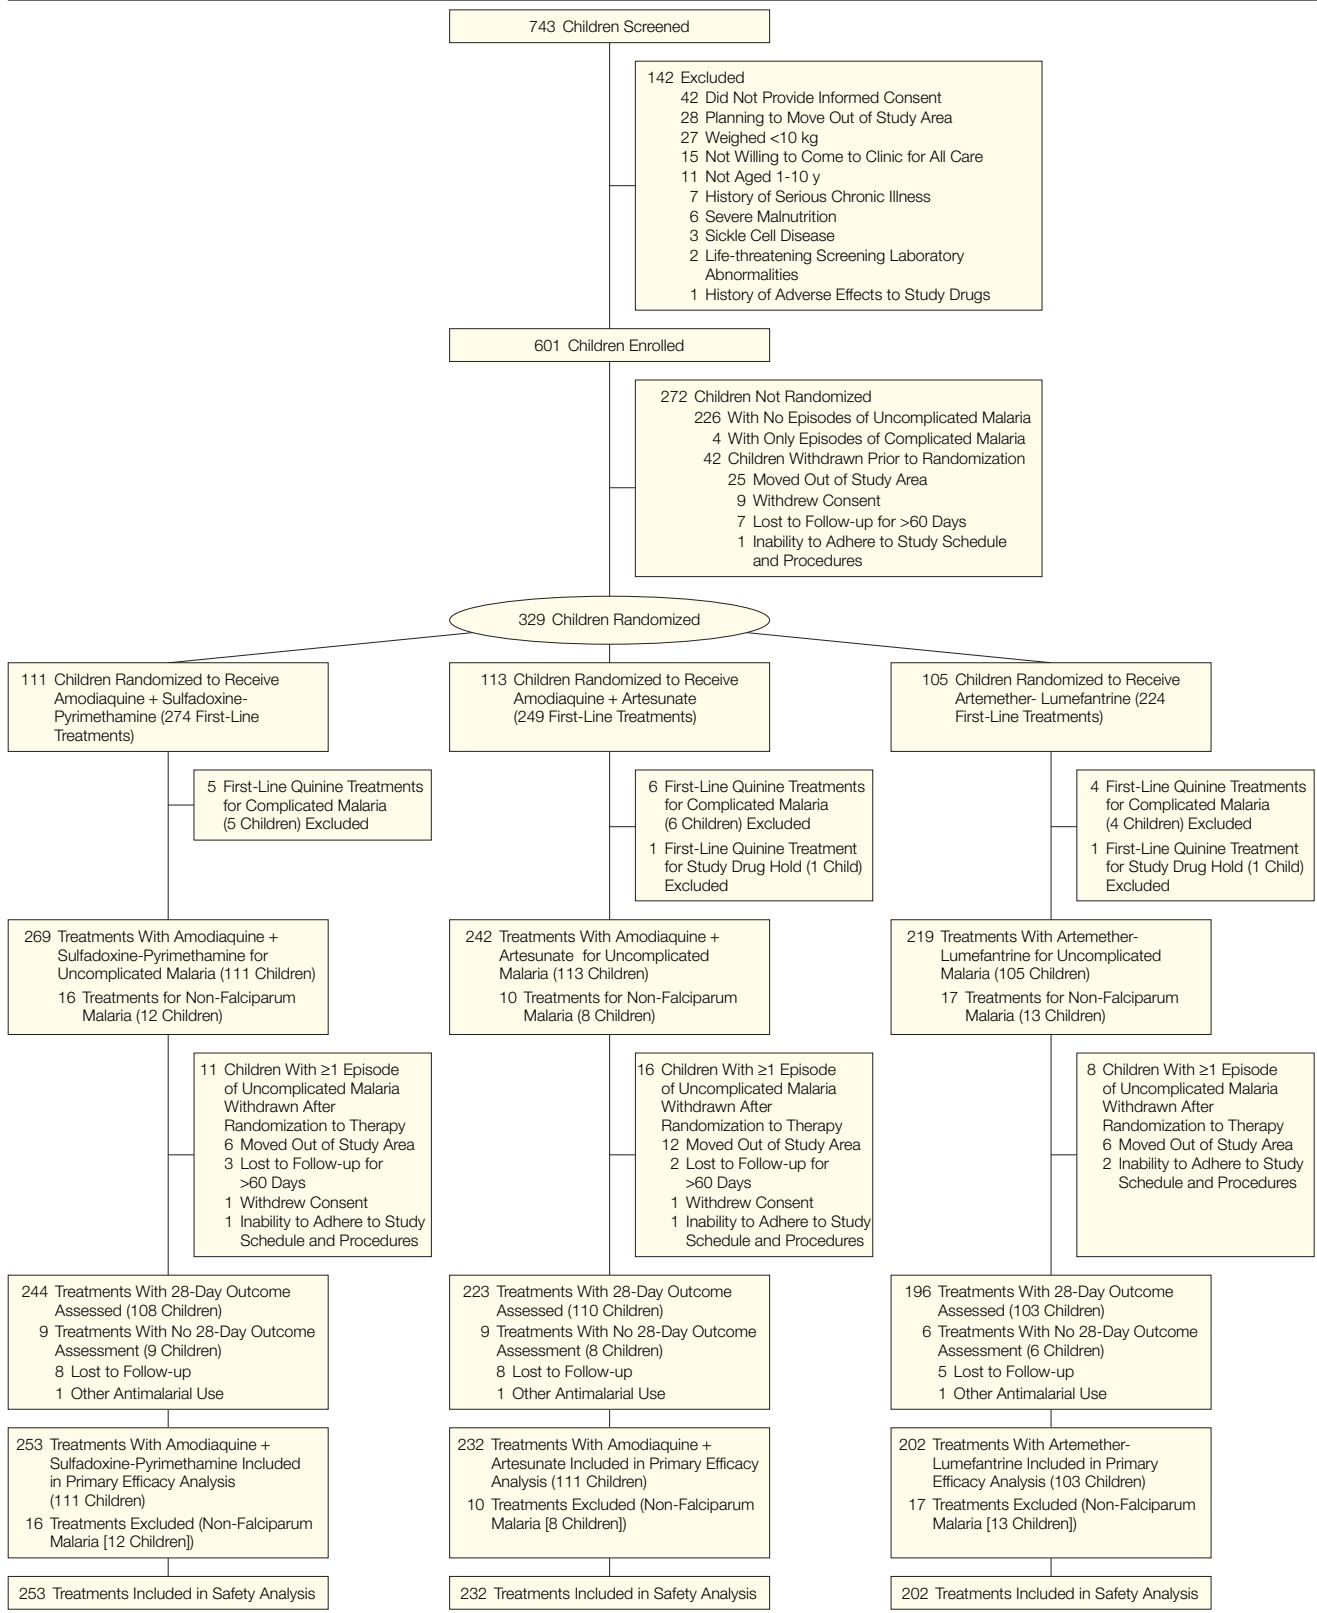 743 Children Screened
142 Excluded
42 Did Not Provide Informed Consent
28 Planning to Move Out of Study Area
27 Weighed <10 kg
15 Not Willing to Come to Clinic for All Care
11 Not Aged 1-10 y
7 History of Serious Chronic Illness
6 Severe Malnutrition
3 Sickle Cell Disease
2 Life-threatening Screening Laboratory
Abnormalities
1 History of Adverse Effects to Study Drugs
601 Children Enrolled
272 Children Not Randomized
226 With No Episodes of Uncomplicated Malaria
4 With Only Episodes of Complicated Malaria
42 Children Withdrawn Prior to Randomization
25 Moved Out of Study Area
9 Withdrew Consent
7 Lost to Follow-up for >60 Days
1 Inability to Adhere to Study Schedule
and Procedures
329 Children Randomized
111 Children Randomized to Receive
Amodiaquine + Sulfadoxine-
Pyrimethamine (274 First-Line
Treatments)
113 Children Randomized to Receive
Amodiaquine + Artesunate
(249 First-Line Treatments)
105 Children Randomized to Receive
Artemether- Lumefantrine (224
First-Line Treatments)
5 First-Line Quinine Treatments
for Complicated Malaria
(5 Children) Excluded
6 First-Line Quinine Treatments
for Complicated Malaria
(6 Children) Excluded
1 First-Line Quinine Treatment
for Study Drug Hold (1 Child)
Excluded
4 First-Line Quinine Treatments
for Complicated Malaria
(4 Children) Excluded
1 First-Line Quinine Treatment
for Study Drug Hold (1 Child)
Excluded
269 Treatments With Amodiaquine +
Sulfadoxine-Pyrimethamine for
Uncomplicated Malaria (111 Children)
16 Treatments for Non-Falciparum
Malaria (12 Children)
242 Treatments With Amodiaquine +
Artesunate for Uncomplicated
Malaria (113 Children)
10 Treatments for Non-Falciparum
Malaria (8 Children)
219 Treatments With Artemether-
Lumefantrine for Uncomplicated
Malaria (105 Children)
17 Treatments for Non-Falciparum
Malaria (13 Children)
11 Children With ≥1 Episode
of Uncomplicated Malaria
Withdrawn After
Randomization to Therapy
6 Moved Out of Study Area
3 Lost to Follow-up for
>60 Days
1 Withdrew Consent
1 Inability to Adhere to Study
Schedule and Procedures
16 Children With ≥1 Episode
of Uncomplicated Malaria
Withdrawn After
Randomization to Therapy
12 Moved Out of Study Area
2 Lost to Follow-up for
>60 Days
1 Withdrew Consent
1 Inability to Adhere to Study
Schedule and Procedures
8 Children With ≥1 Episode
of Uncomplicated Malaria
Withdrawn After
Randomization to Therapy
6 Moved Out of Study Area
2 Inability to Adhere to Study
Schedule and Procedures
244 Treatments With 28-Day Outcome
Assessed (108 Children)
9 Treatments With No 28-Day Outcome
Assessment (9 Children)
8 Lost to Follow-up
1 Other Antimalarial Use
223 Treatments With 28-Day Outcome
Assessed (110 Children)
9 Treatments With No 28-Day Outcome
Assessment (8 Children)
8 Lost to Follow-up
1 Other Antimalarial Use
196 Treatments With 28-Day Outcome
Assessed (103 Children)
6 Treatments With No 28-Day Outcome
Assessment (6 Children)
5 Lost to Follow-up
1 Other Antimalarial Use
253 Treatments With Amodiaquine +
Sulfadoxine-Pyrimethamine Included
in Primary Efficacy Analysis
(111 Children)
16 Treatments Excluded (Non-Falciparum
Malaria [12 Children])
232 Treatments With Amodiaquine +
Artesunate Included in Primary Efficacy
Analysis (111 Children)
10 Treatments Excluded (Non-Falciparum
Malaria [8 Children])
202 Treatments With Artemether-
Lumefantrine Included in Primary
Efficacy Analysis (103 Children)
17 Treatments Excluded (Non-Falciparum
Malaria [13 Children])
253 Treatments Included in Safety Analysis
232 Treatments Included in Safety Analysis
202 Treatments Included in Safety Analysis